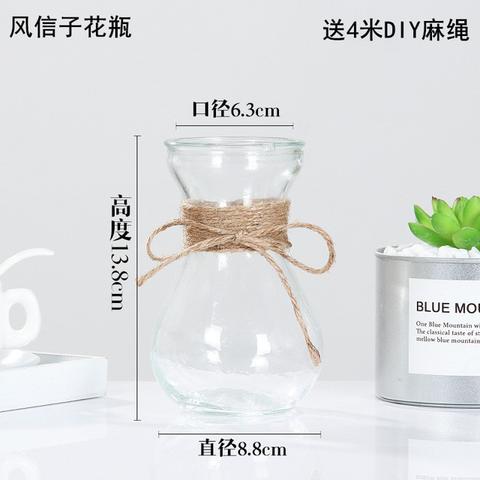 风信子花瓶
送4米DIY麻绳
口径6.3cm
高度13.8cm
直径8.8cm
BLUE MOU
One Blue Mountain wi
The classical taste of st
mellow blue mountain